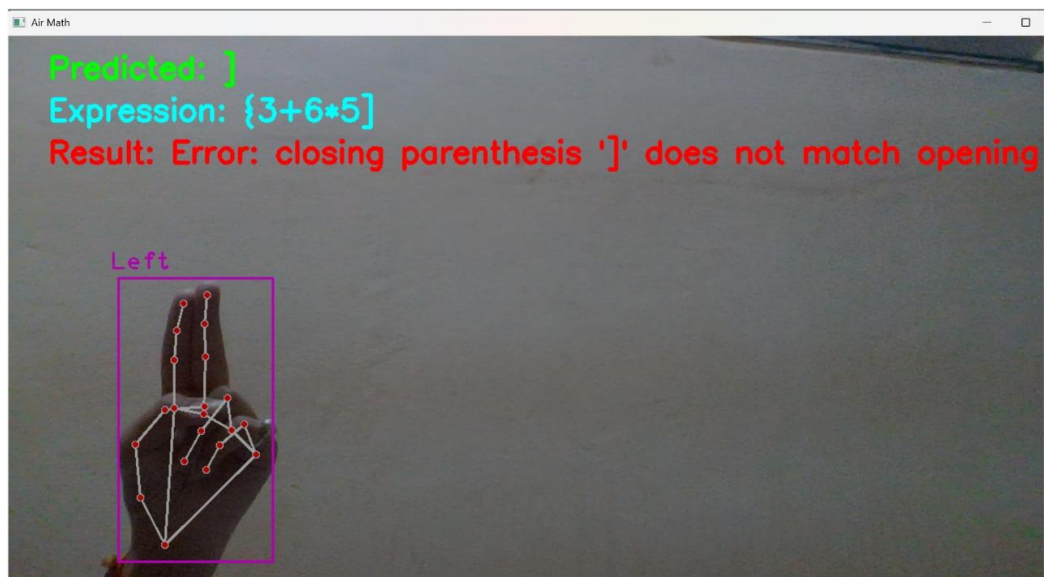 Air Math
Predicted: ]
Expression: {3+6*5]
Result: Error: closing parenthesis ']' does not match opening
Left